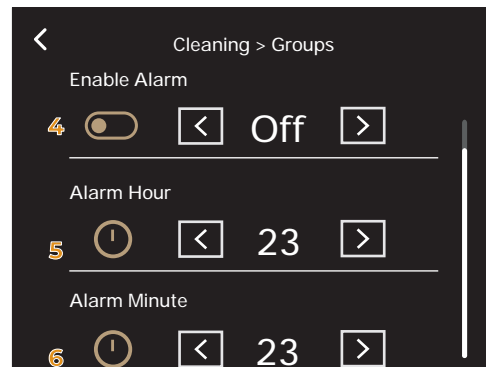 Cleaning > Groups
Enable Alarm
4 < Off >
Alarm Hour
5 < 23 >
Alarm Minute
6 < 23 >